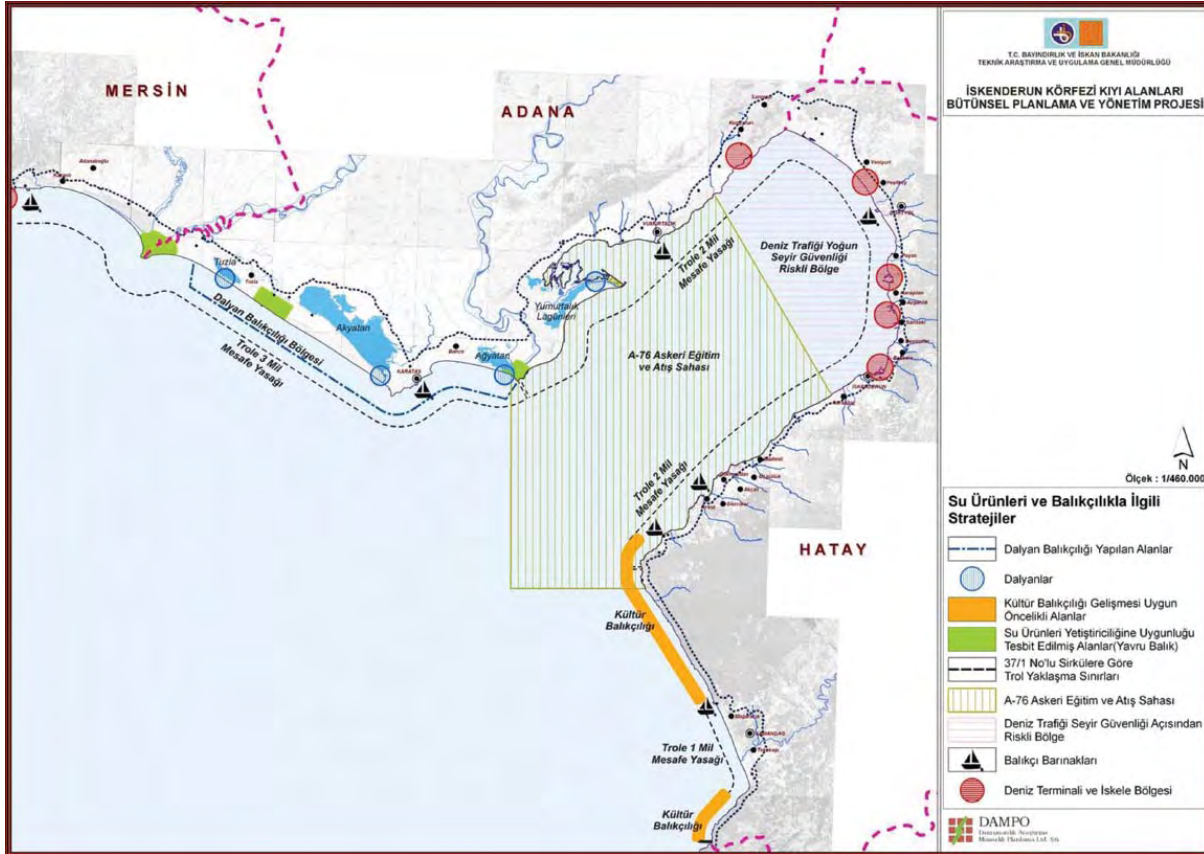 T.C. BAYINDIRLIK VE İSKAN BAKANLIĞI
TEKNİK ARAŞTIRMA VE UYGULAMA GENEL MÜDÜRLÜĞÜ
İSKENDERUN KÖRFEZİ KIYI ALANLARI
BÜTÜNSEL PLANLAMA VE YÖNETİM PROJESİ
MERSİN
ADANA
HATAY
Adanalıoğlu
Tuzla
Tuzla
Akyatan
Dalyan Balıkçılığı Bölgesi
Trole 3 Mil
Mesafe Yasağı
KARATAŞ
Bahçe
Ağyatan
Yumurtalık
Lagünleri
YUMURTALIK
Trole 2 Mil
Mesafe Yasağı
Deniz Trafiği Yoğun
Seyir Güvenliği
Riskli Bölge
A-76 Askeri Eğitim
ve Atış Sahası
Trole 2 Mil
Mesafe Yasağı
Kültür
Balıkçılığı
Trole 1 Mil
Mesafe Yasağı
Kültür
Balıkçılığı
N
Ölçek : 1/460.000
Su Ürünleri ve Balıkçılıkla İlgili
Stratejiler
Dalyan Balıkçılığı Yapılan Alanlar
Dalyanlar
Kültür Balıkçılığı Gelişmesi Uygun
Öncelikli Alanlar
Su Ürünleri Yetiştiriciliğine Uygunluğu
Tesbit Edilmiş Alanlar(Yavru Balık)
37/1 No'lu Sirkülere Göre
Trol Yaklaşma Sınırları
A-76 Askeri Eğitim ve Atış Sahası
Deniz Trafiği Seyir Güvenliği Açısından
Riskli Bölge
Balıkçı Barınakları
Deniz Terminali ve İskele Bölgesi
DAMPO